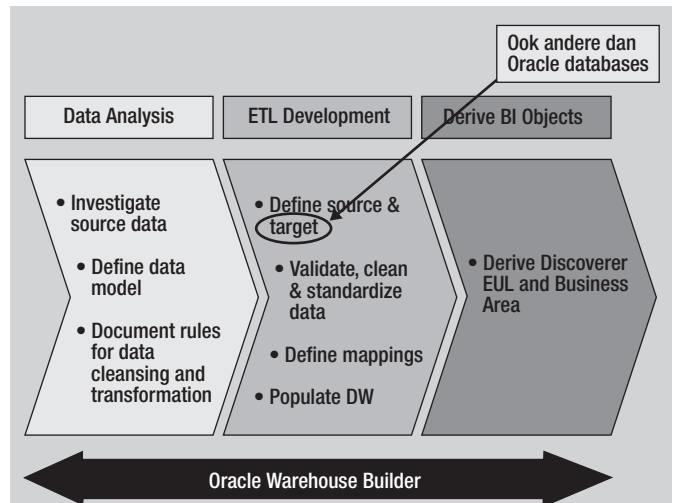 Ook andere dan
Oracle databases
Data Analysis
ETL Development
Derive BI Objects
• Investigate
source data
• Define data
model
• Document rules
for data
cleansing and
transformation
• Define source &
target
• Validate, clean
& standardize
data
• Define mappings
• Populate DW
• Derive Discoverer
EUL and Business
Area
Oracle Warehouse Builder